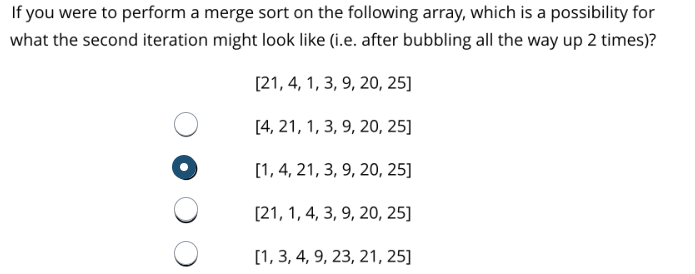 If you were to perform a merge sort on the following array, which is a possibility for
what the second iteration might look like (i.e. after bubbling all the way up 2 times)?
[21, 4, 1, 3, 9, 20, 25]
[4, 21, 1, 3, 9, 20, 25]
[1, 4, 21, 3, 9, 20, 25]
[21, 1, 4, 3, 9, 20, 25]
[1, 3, 4, 9, 23, 21, 25]